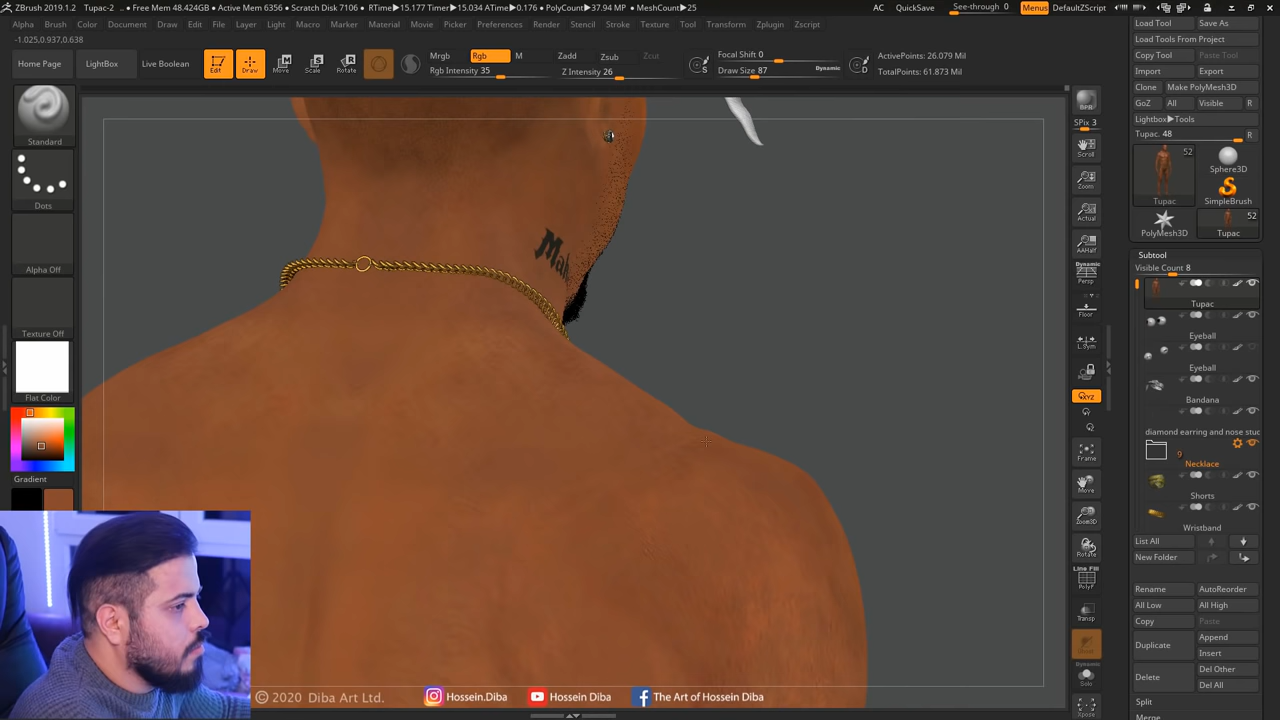 ZBrush 2019.1.2 Tupac-2 • Free Mem 48.424GB • Active Mem 6356 • Scratch Disk 7106 • RTime▶15.177 Timer▶15.034 ATime▶0.176 • PolyCount▶37.94 MP • MeshCount▶25 AC QuickSave See-through 0 Menus DefaultZScript
Alpha Brush Color Document Draw Edit File Layer Light Macro Marker Material Movie Picker Preferences Render Stencil Stroke Texture Tool Transform Zplugin Zscript
-1.025,0.937,0.638
Home Page LightBox Live Boolean Edit Draw Move Scale Rotate
Mrgb Rgb M Zadd Zsub Zcut Focal Shift 0 ActivePoints: 26.079 Mil
Rgb Intensity 35 Z Intensity 26 Draw Size 87 Dynamic TotalPoints: 61.873 Mil
S D
Standard
Dots
Alpha Off
Texture Off
Flat Color
Gradient
Mak
BPR
SPix 3
Scroll
Zoom
Actual
AAHalf
Dynamic
Persp
Floor
L.Sym
XYZ
Frame
Move
Zoom3D
Rotate
Line Fill
PolyF
Transp
Dynamic
Solo
Xpose
Load Tool Save As
Load Tools From Project
Copy Tool Paste Tool
Import Export
Clone Make PolyMesh3D
GoZ All Visible R
Lightbox▶Tools
Tupac. 48 R
52
Tupac
Sphere3D
SimpleBrush
PolyMesh3D
52
Tupac
Subtool
Visible Count 8
Tupac
Eyeball
Eyeball
Bandana
diamond earring and nose stuc
9
Necklace
Shorts
Wristband
List All
New Folder
Rename AutoReorder
All Low All High
Copy Paste
Duplicate Append
Insert
Delete Del Other
Del All
Split
Merge
© 2020 Diba Art Ltd. Hossein.Diba Hossein Diba The Art of Hossein Diba